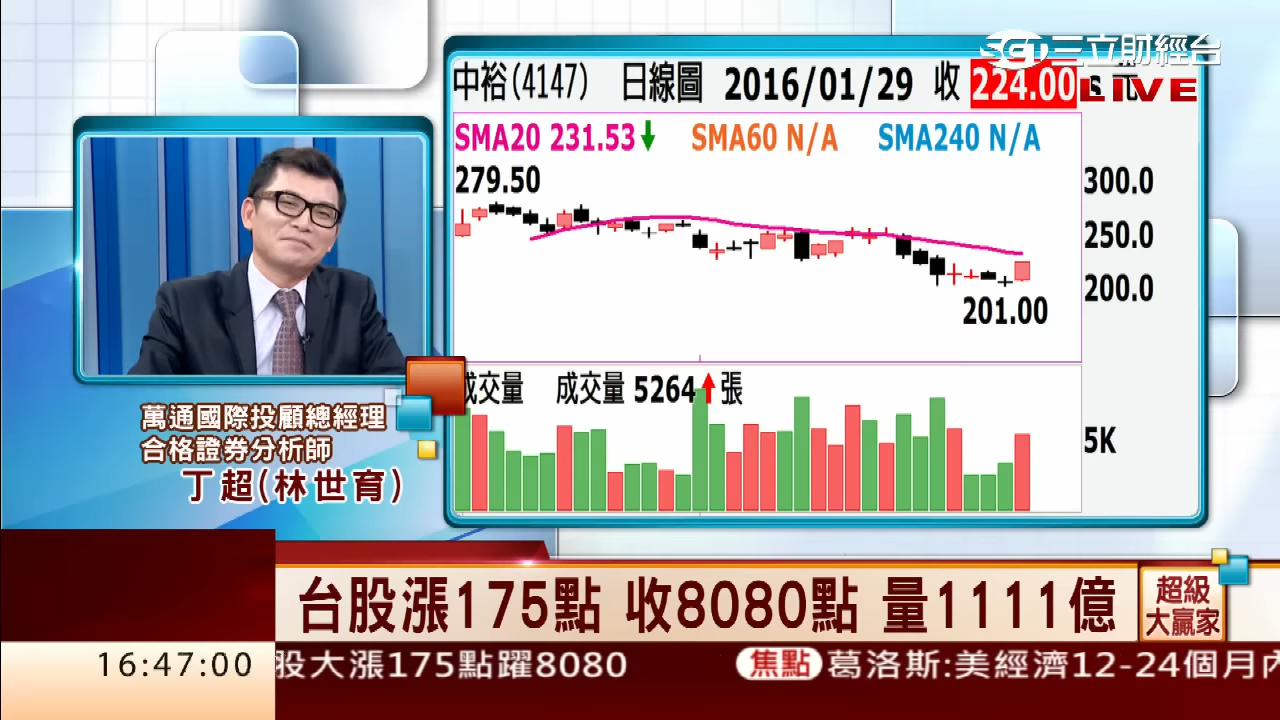 SET 三立財經台
LIVE
中裕(4147) 日線圖 2016/01/29 收 224.00
SMA20 231.53↓ SMA60 N/A SMA240 N/A
279.50
300.0
250.0
200.0
201.00
成交量 成交量 5264↑張
5K
萬通國際投顧總經理
合格證券分析師
丁超(林世育)
台股漲175點 收8080點 量1111億
超級
大贏家
16:47:00
股大漲175點躍8080 焦點 葛洛斯:美經濟12-24個月內